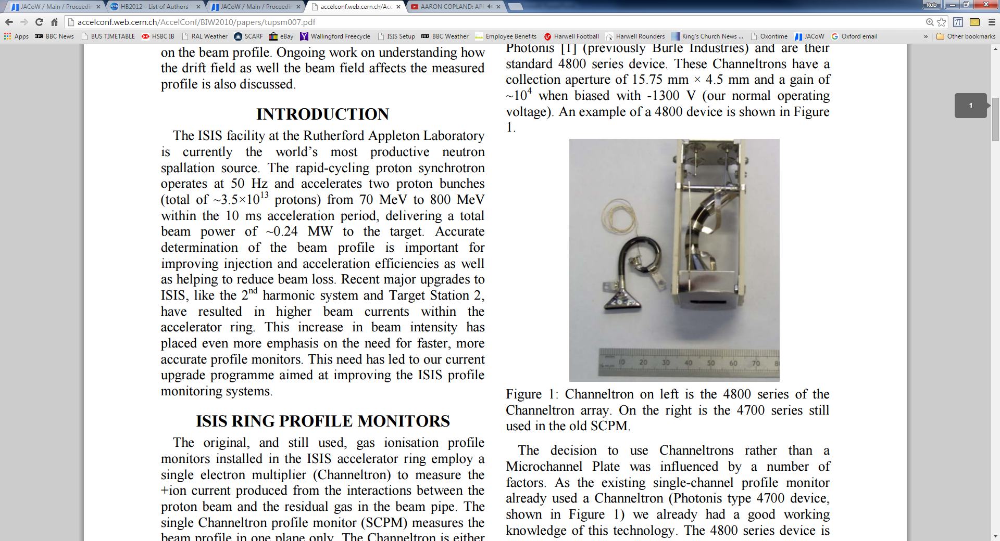 JACoW / Main / Proceedin
HB2012 - List of Authors
JACoW / Main / Proceedin
accelconf.web.cern.ch/Acc
AARON COPLAND: AP
Rob
accelconf.web.cern.ch/AccelConf/BIW2010/papers/tupsm007.pdf
Apps
BBC News
BUS TIMETABLE
HSBC IB
RAL Weather
SCARF
eBay
Wallingford Freecycle
ISIS Setup
BBC Weather
Employee Benefits
Harwell Football
Harwell Rounders
King's Church News ...
Oxontime
JACoW
Oxford email
»
Other bookmarks
on the beam profile. Ongoing work on understanding how
the drift field as well the beam field affects the measured
profile is also discussed.
INTRODUCTION
The ISIS facility at the Rutherford Appleton Laboratory
is currently the world's most productive neutron
spallation source. The rapid-cycling proton synchrotron
operates at 50 Hz and accelerates two proton bunches
(total of ~3.5×10¹³ protons) from 70 MeV to 800 MeV
within the 10 ms acceleration period, delivering a total
beam power of ~0.24 MW to the target. Accurate
determination of the beam profile is important for
improving injection and acceleration efficiencies as well
as helping to reduce beam loss. Recent major upgrades to
ISIS, like the 2nd harmonic system and Target Station 2,
have resulted in higher beam currents within the
accelerator ring. This increase in beam intensity has
placed even more emphasis on the need for faster, more
accurate profile monitors. This need has led to our current
upgrade programme aimed at improving the ISIS profile
monitoring systems.
ISIS RING PROFILE MONITORS
The original, and still used, gas ionisation profile
monitors installed in the ISIS accelerator ring employ a
single electron multiplier (Channeltron) to measure the
+ion current produced from the interactions between the
proton beam and the residual gas in the beam pipe. The
single Channeltron profile monitor (SCPM) measures the
beam profile in one plane only. The Channeltron is either
Photonis [1] (previously Burle Industries) and are their
standard 4800 series device. These Channeltrons have a
collection aperture of 15.75 mm × 4.5 mm and a gain of
~10⁴ when biased with -1300 V (our normal operating
voltage). An example of a 4800 device is shown in Figure
1.
10 20 30 40 50 60 70 8
Figure 1: Channeltron on left is the 4800 series of the
Channeltron array. On the right is the 4700 series still
used in the old SCPM.
The decision to use Channeltrons rather than a
Microchannel Plate was influenced by a number of
factors. As the existing single-channel profile monitor
already used a Channeltron (Photonis type 4700 device,
shown in Figure 1) we already had a good working
knowledge of this technology. The 4800 series device is
1